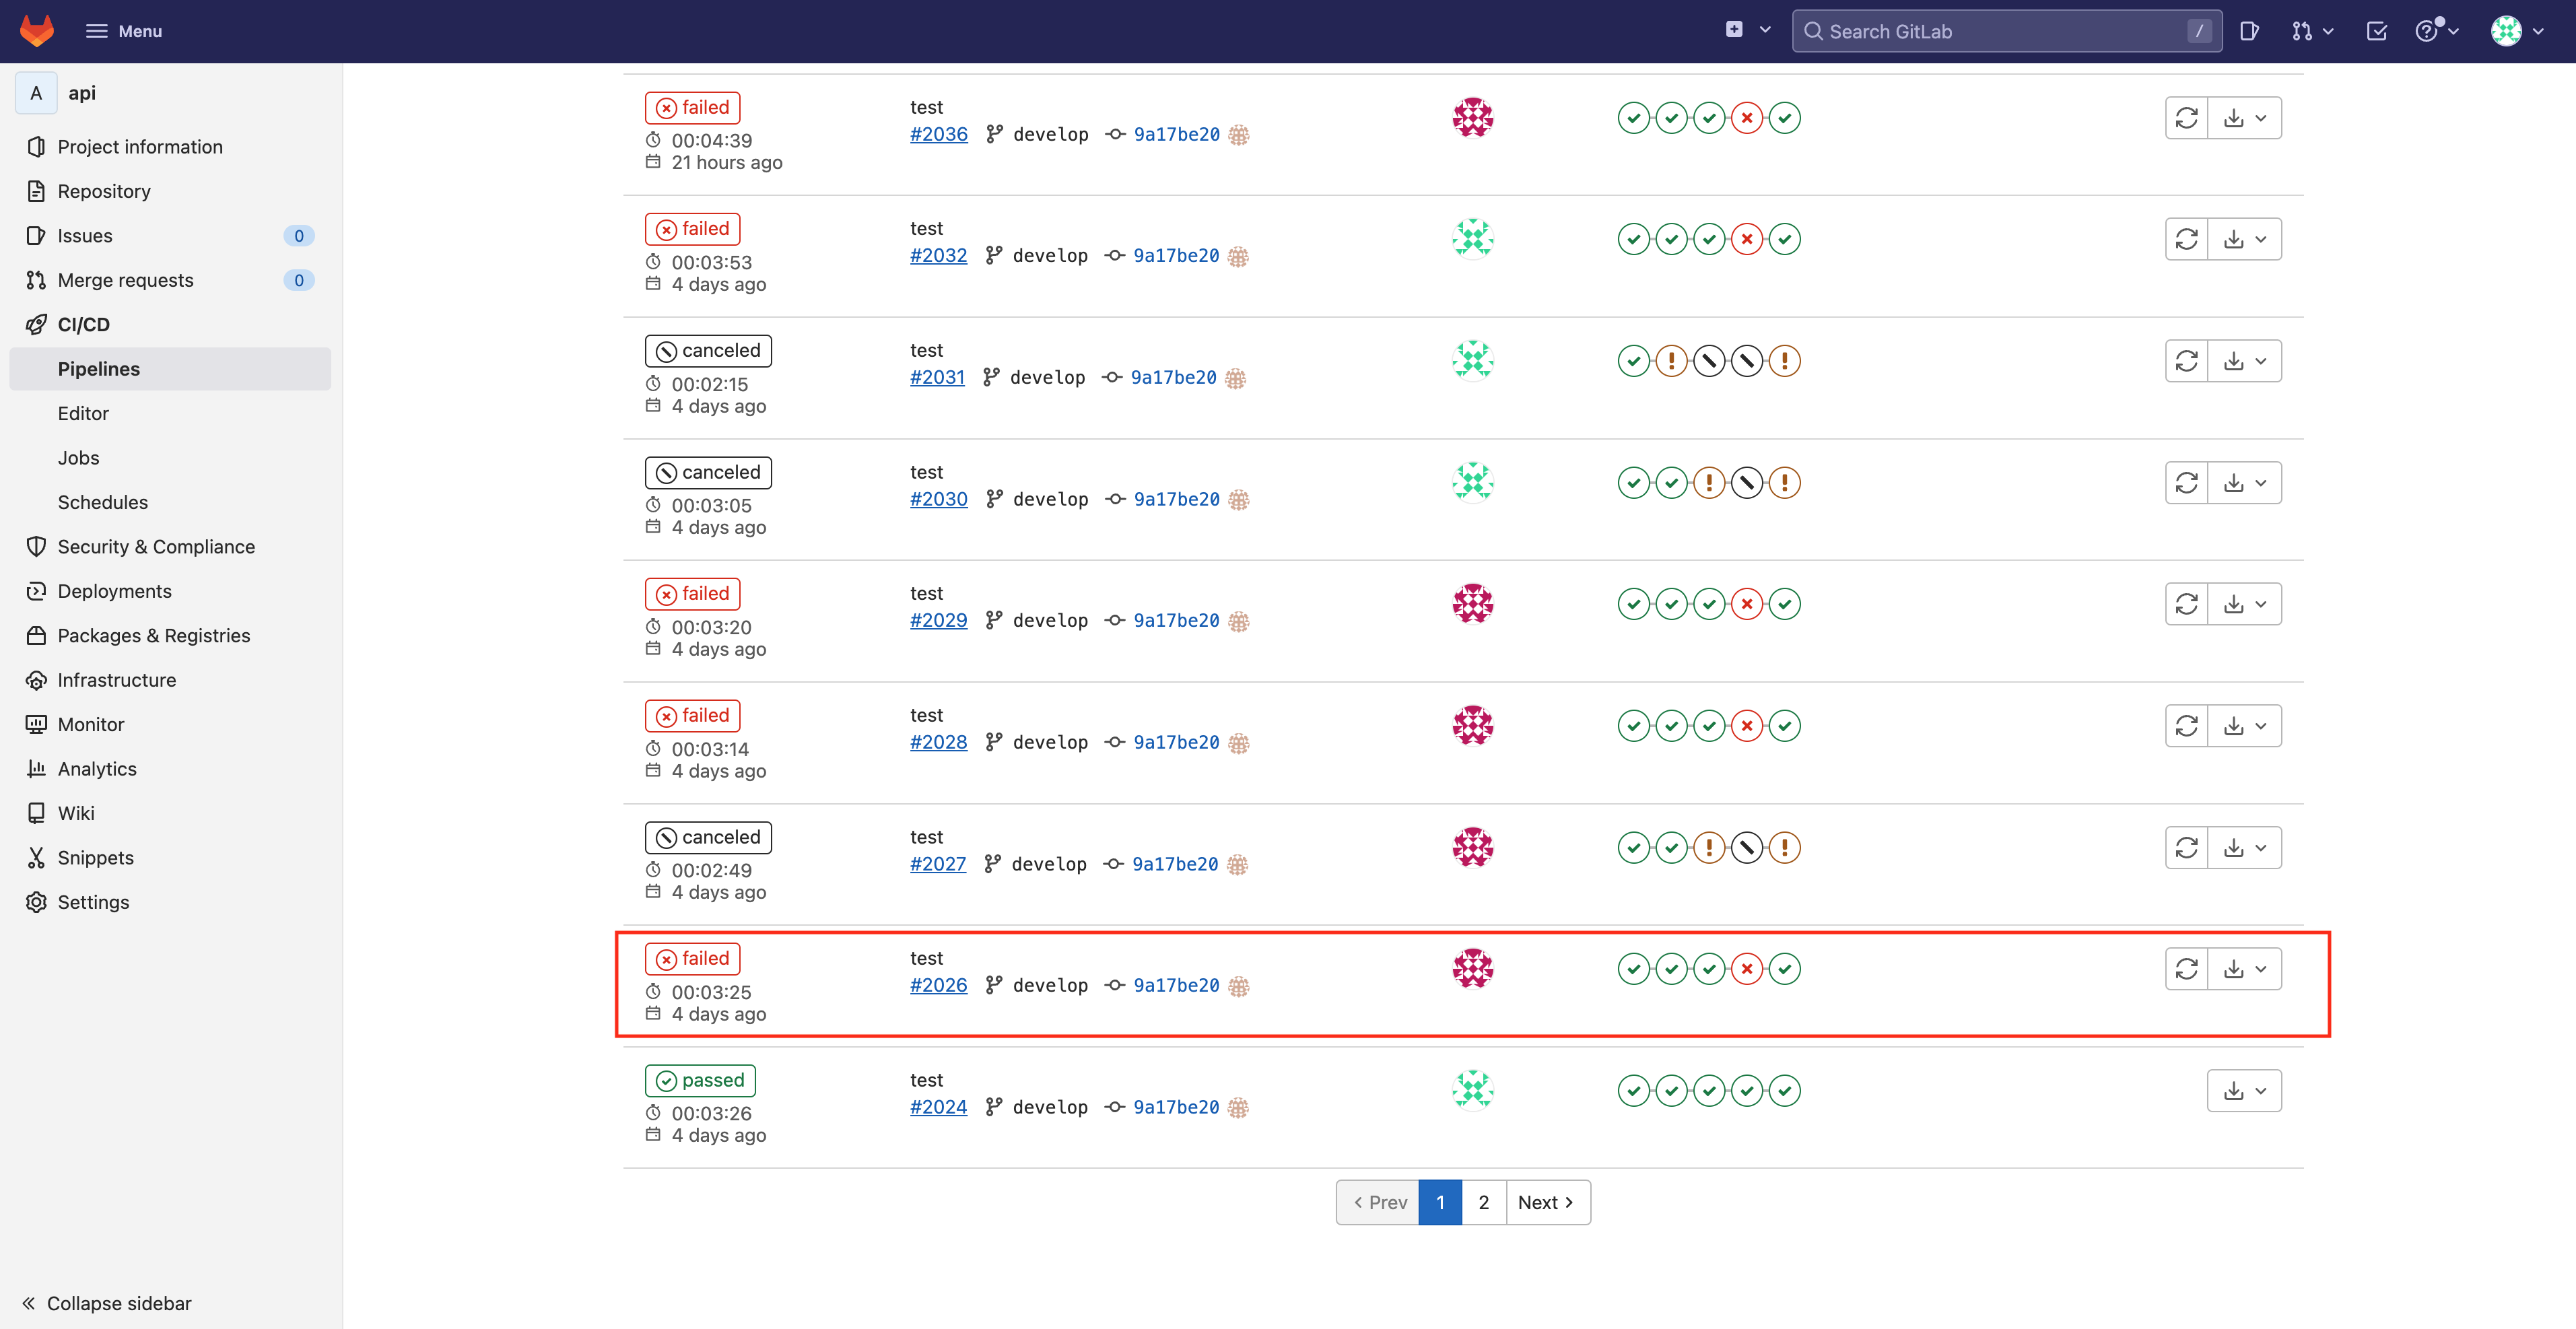 Menu
Search GitLab /
A api
Project information
Repository
Issues 0
Merge requests 0
CI/CD
Pipelines
Editor
Jobs
Schedules
Security & Compliance
Deployments
Packages & Registries
Infrastructure
Monitor
Analytics
Wiki
Snippets
Settings
Collapse sidebar
failed
00:04:39
21 hours ago
test
#2036 develop 9a17be20
failed
00:03:53
4 days ago
test
#2032 develop 9a17be20
canceled
00:02:15
4 days ago
test
#2031 develop 9a17be20
canceled
00:03:05
4 days ago
test
#2030 develop 9a17be20
failed
00:03:20
4 days ago
test
#2029 develop 9a17be20
failed
00:03:14
4 days ago
test
#2028 develop 9a17be20
canceled
00:02:49
4 days ago
test
#2027 develop 9a17be20
failed
00:03:25
4 days ago
test
#2026 develop 9a17be20
passed
00:03:26
4 days ago
test
#2024 develop 9a17be20
Prev 1 2 Next